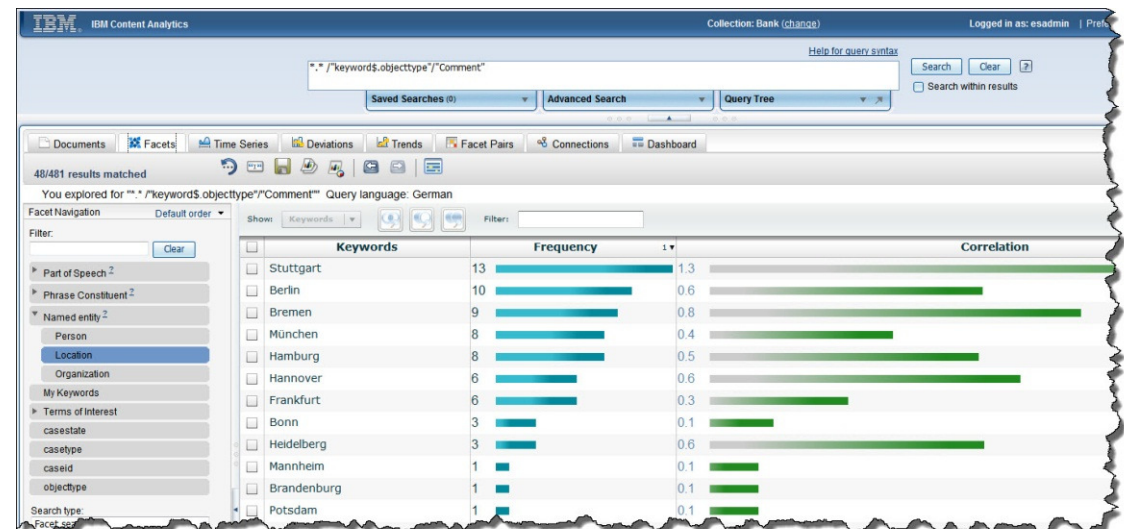 IBM. IBM Content Analytics Collection: Bank (change) Logged in as: esadmin |
Help for query syntax
*.* /"keyword$.objecttype"/"Comment"
Search Clear ?
Search within results
Saved Searches (0) Advanced Search Query Tree
Documents Facets Time Series Deviations Trends Facet Pairs Connections Dashboard
48/481 results matched
You explored for "*.* /"keyword$.objecttype"/"Comment"" Query language: German
Facet Navigation Default order
Show: Keywords Filter:
Filter:
Clear
Keywords Frequency 1 Correlation
Part of Speech ?
Phrase Constituent ?
Named entity ?
Person
Location
Organization
My Keywords
Terms of Interest
casestate
casetype
caseid
objecttype
Search type:
Stuttgart 13 1.3
Berlin 10 0.6
Bremen 9 0.8
München 8 0.4
Hamburg 8 0.5
Hannover 6 0.6
Frankfurt 6 0.3
Bonn 3 0.1
Heidelberg 3 0.6
Mannheim 1 0.1
Brandenburg 1 0.1
Potsdam 1 0.1